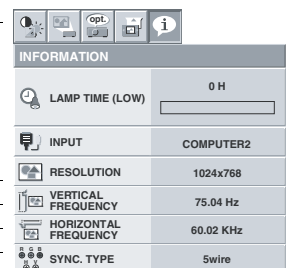 opt.
i
INFORMATION
LAMP TIME (LOW)
0 H
INPUT
COMPUTER2
RESOLUTION
1024x768
VERTICAL
FREQUENCY
75.04 Hz
HORIZONTAL
FREQUENCY
60.02 KHz
R G B
H V
SYNC. TYPE
5wire